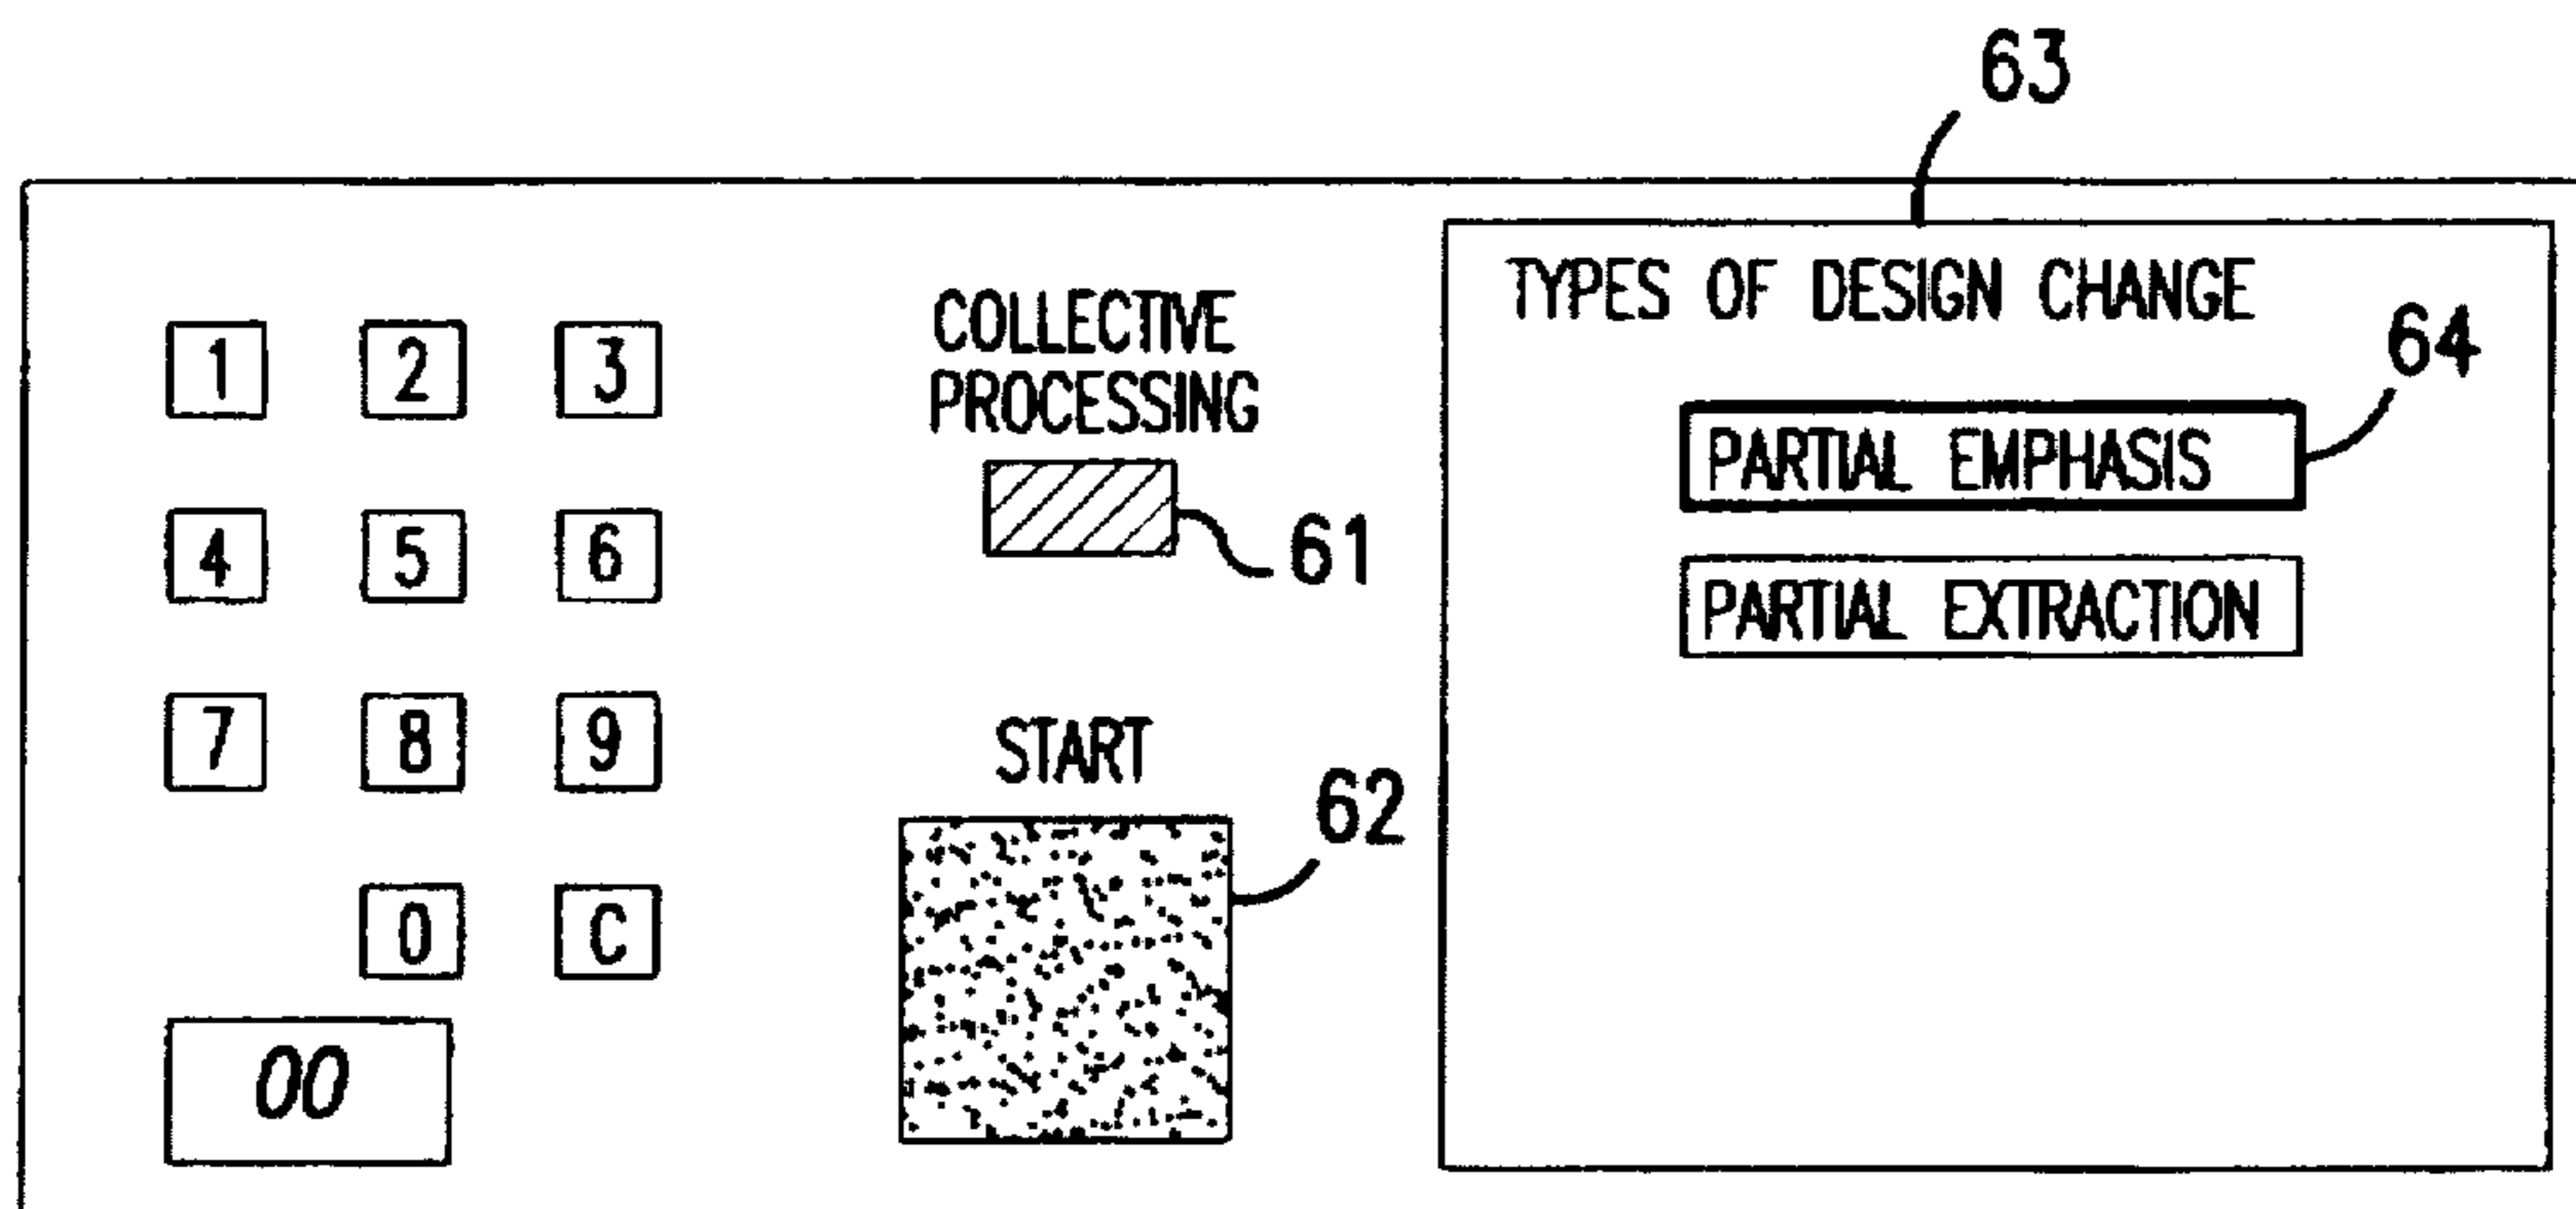 63
TYPES OF DESIGN CHANGE
64
PARTIAL EMPHASIS
PARTIAL EXTRACTION
COLLECTIVE
PROCESSING
61
START
62
1 2 3
4 5 6
7 8 9
0 C
00